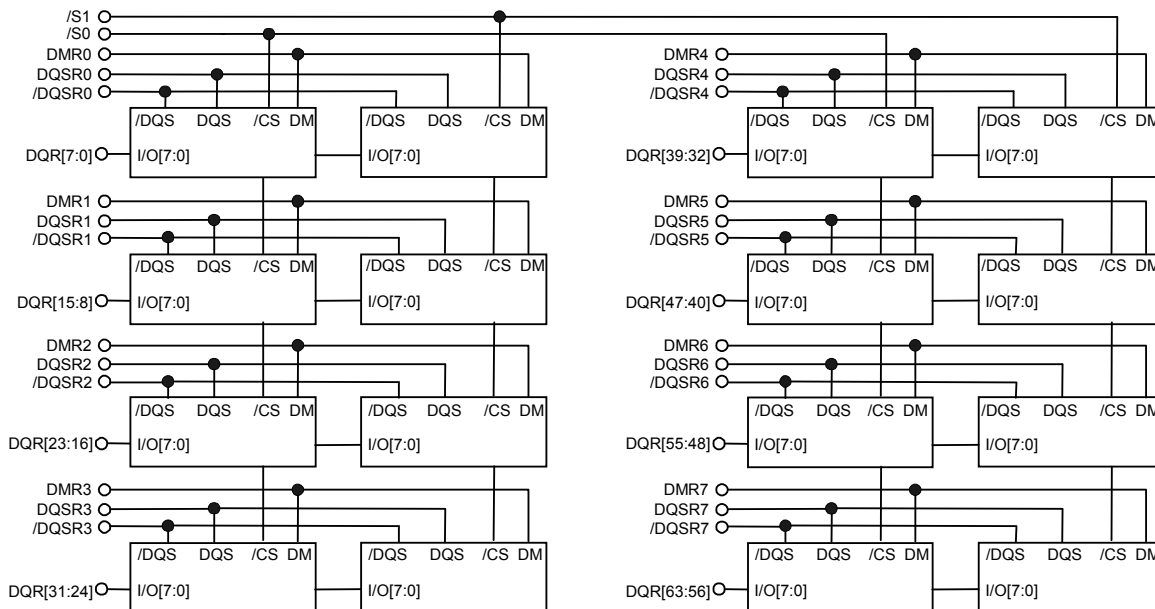 /S1
/S0
DMR0 DMR4
DQSR0 DQSR4
/DQSR0 /DQSR4
/DQS DQS /CS DM /DQS DQS /CS DM /DQS DQS /CS DM /DQS DQS /CS DM
DQR[7:0] I/O[7:0] I/O[7:0] DQR[39:32] I/O[7:0] I/O[7:0]
DMR1 DMR5
DQSR1 DQSR5
/DQSR1 /DQSR5
/DQS DQS /CS DM /DQS DQS /CS DM /DQS DQS /CS DM /DQS DQS /CS DM
DQR[15:8] I/O[7:0] I/O[7:0] DQR[47:40] I/O[7:0] I/O[7:0]
DMR2 DMR6
DQSR2 DQSR6
/DQSR2 /DQSR6
/DQS DQS /CS DM /DQS DQS /CS DM /DQS DQS /CS DM /DQS DQS /CS DM
DQR[23:16] I/O[7:0] I/O[7:0] DQR[55:48] I/O[7:0] I/O[7:0]
DMR3 DMR7
DQSR3 DQSR7
/DQSR3 /DQSR7
/DQS DQS /CS DM /DQS DQS /CS DM /DQS DQS /CS DM /DQS DQS /CS DM
DQR[31:24] I/O[7:0] I/O[7:0] DQR[63:56] I/O[7:0] I/O[7:0]